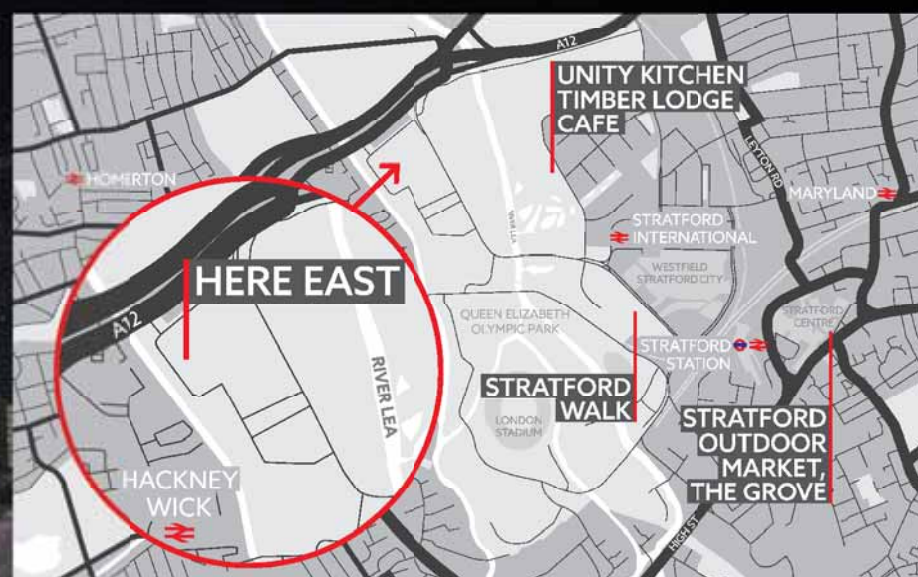 A12
UNITY KITCHEN
TIMBER LODGE
CAFE
LEYTON RD
HOMERTON
MARYLAND
RIVER LEA
STRATFORD
INTERNATIONAL
HERE EAST
WESTFIELD
STRATFORD CITY
A12
QUEEN ELIZABETH
OLYMPIC PARK
STRATFORD
CENTRE
STRATFORD
STATION
RIVER LEA
STRATFORD
WALK
LONDON
STADIUM
STRATFORD
OUTDOOR
MARKET,
THE GROVE
HACKNEY
WICK
HIGH ST